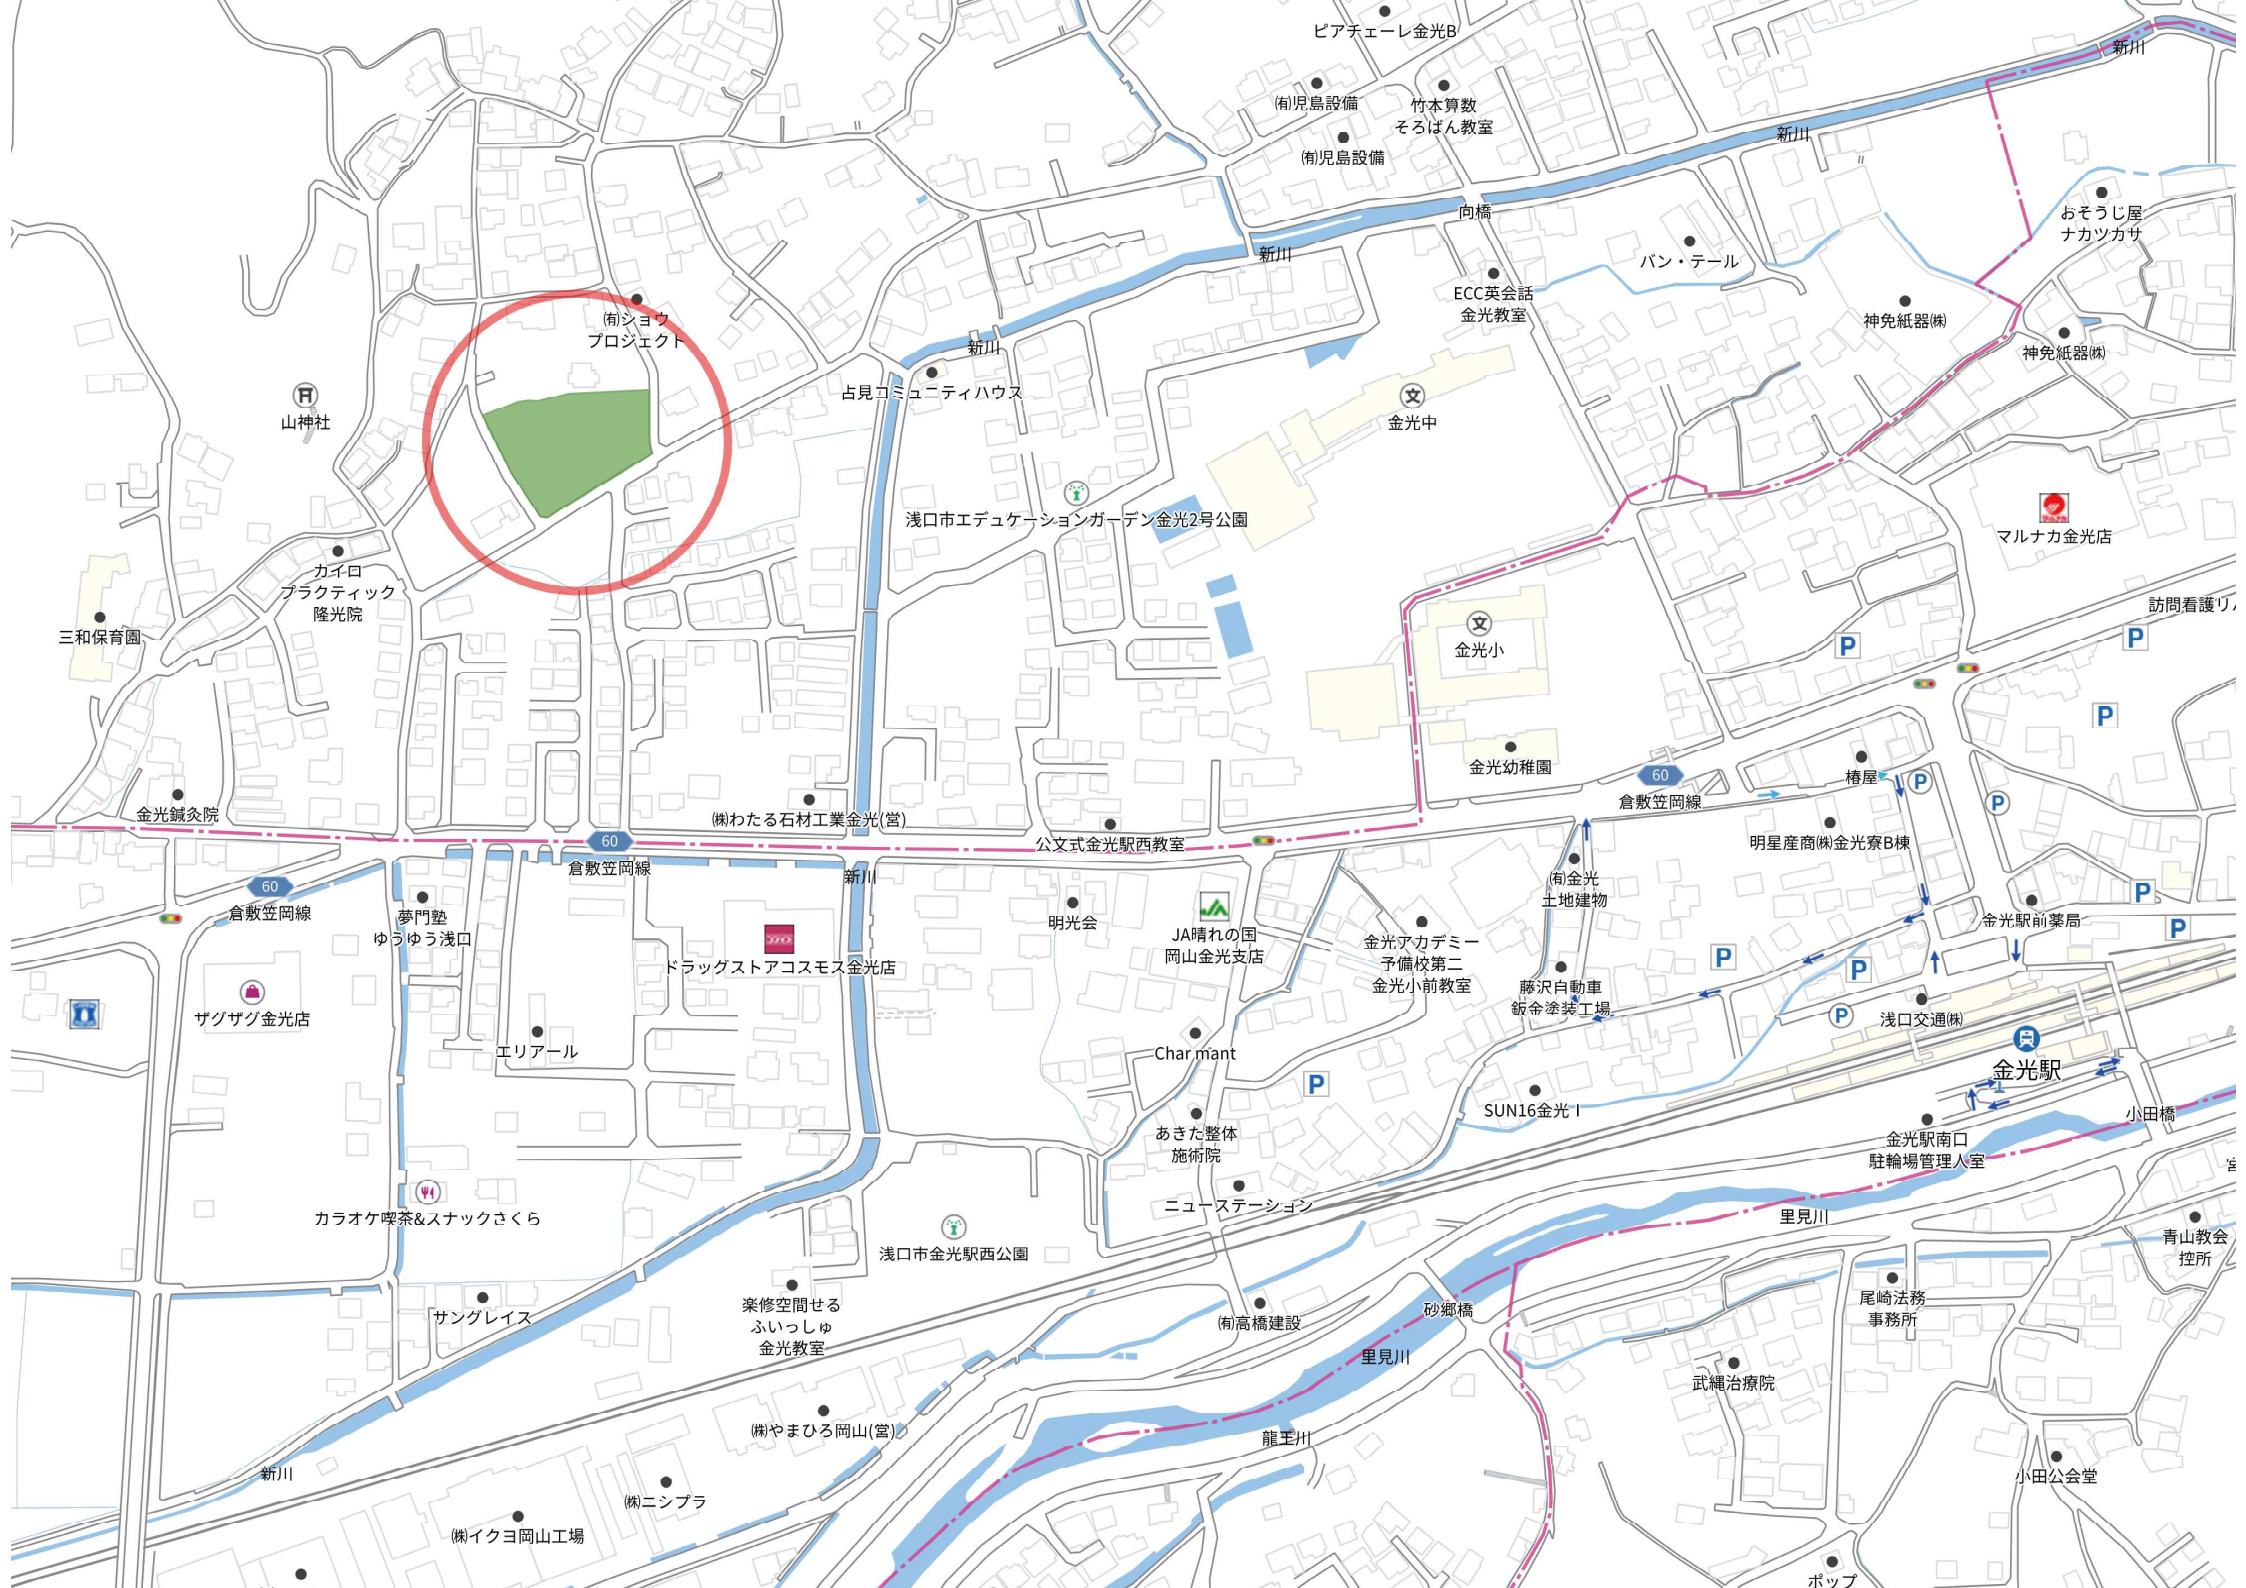 ピアチェーレ金光B
新川
㈲児島設備
竹本算数
そろばん教室
㈲児島設備
新川
向橋
おそうじ屋
ナカツカサ
新川
バン・テール
ECC英会話
金光教室
㈲ショウ
プロジェクト
神免紙器㈱
新川
神免紙器㈱
占見コミュニティハウス
山神社
金光中
浅口市エデュケーションガーデン金光2号公園
マルナカ金光店
カイロ
プラクティック
隆光院
訪問看護リ
三和保育園
金光小
P
P
P
金光幼稚園
60
倉敷笠岡線
椿屋
P
P
金光鍼灸院
㈱わたる石材工業金光(営)
公文式金光駅西教室
明星産商㈱金光寮B棟
60
倉敷笠岡線
新川
60
倉敷笠岡線
㈲金光
土地建物
P
夢門塾
ゆうゆう浅口
明光会
JA晴れの国
岡山金光支店
金光アカデミー
予備校第二
金光小前教室
金光駅前薬局
P
コスモス
ドラッグストアコスモス金光店
P
P
藤沢自動車
鈑金塗装工場
ザグザグ金光店
P
浅口交通㈱
エリアール
Char mant
金光駅
P
SUN16金光Ⅰ
小田橋
あきた整体
施術院
金光駅南口
駐輪場管理人室
カラオケ喫茶&スナックさくら
ニューステーション
里見川
浅口市金光駅西公園
青山教会
控所
サングレイス
楽修空間せる
ふいっしゅ
金光教室
㈲高橋建設
砂郷橋
尾崎法務
事務所
里見川
武縄治療院
㈱やまひろ岡山(営)
龍王川
新川
小田公会堂
㈱ニシプラ
㈱イクヨ岡山工場
ポップ